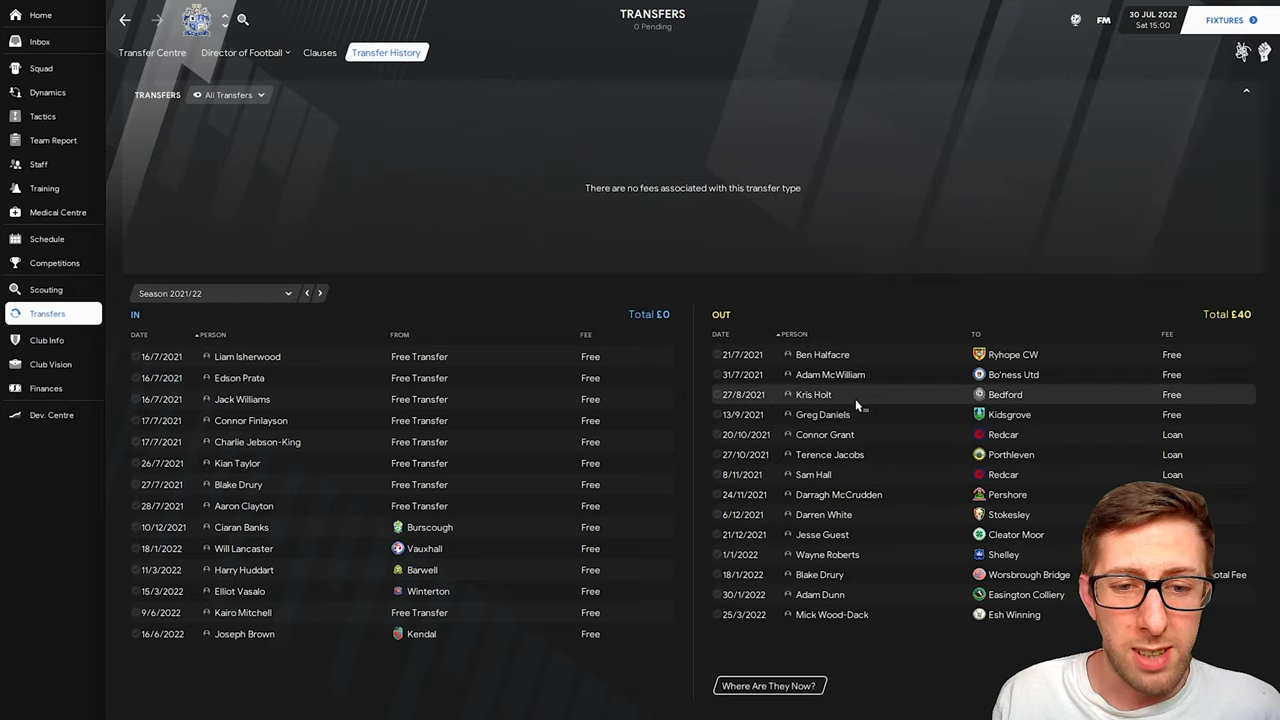 Home
Inbox
Squad
Dynamics
Tactics
Team Report
Staff
Training
Medical Centre
Schedule
Competitions
Scouting
Transfers
Club Info
Club Vision
Finances
Dev. Centre
TRANSFERS
0 Pending
FM
30 JUL 2022
Sat 15:00
FIXTURES
Transfer Centre Director of Football Clauses Transfer History
TRANSFERS All Transfers
There are no fees associated with this transfer type
Season 2021/22
IN Total £0
DATE PERSON FROM FEE
16/7/2021 Liam Isherwood Free Transfer Free
16/7/2021 Edson Prata Free Transfer Free
16/7/2021 Jack Williams Free Transfer Free
17/7/2021 Connor Finlayson Free Transfer Free
17/7/2021 Charlie Jebson-King Free Transfer Free
26/7/2021 Kian Taylor Free Transfer Free
27/7/2021 Blake Drury Free Transfer Free
28/7/2021 Aaron Clayton Free Transfer Free
10/12/2021 Ciaran Banks Burscough Free
18/1/2022 Will Lancaster Vauxhall Free
11/3/2022 Harry Huddart Barwell Free
15/3/2022 Elliot Vasalo Winterton Free
9/6/2022 Kairo Mitchell Free Transfer Free
16/6/2022 Joseph Brown Kendal Free
OUT Total £40
DATE PERSON TO FEE
21/7/2021 Ben Halfacre Ryhope CW Free
31/7/2021 Adam McWilliam Bo'ness Utd Free
27/8/2021 Kris Holt Bedford Free
13/9/2021 Greg Daniels Kidsgrove Free
20/10/2021 Connor Grant Redcar Loan
27/10/2021 Terence Jacobs Porthleven Loan
8/11/2021 Sam Hall Redcar Loan
24/11/2021 Darragh McCrudden Pershore
6/12/2021 Darren White Stokesley
21/12/2021 Jesse Guest Cleator Moor
1/1/2022 Wayne Roberts Shelley
18/1/2022 Blake Drury Worsbrough Bridge otal Fee
30/1/2022 Adam Dunn Easington Colliery
25/3/2022 Mick Wood-Dack Esh Winning
Where Are They Now?